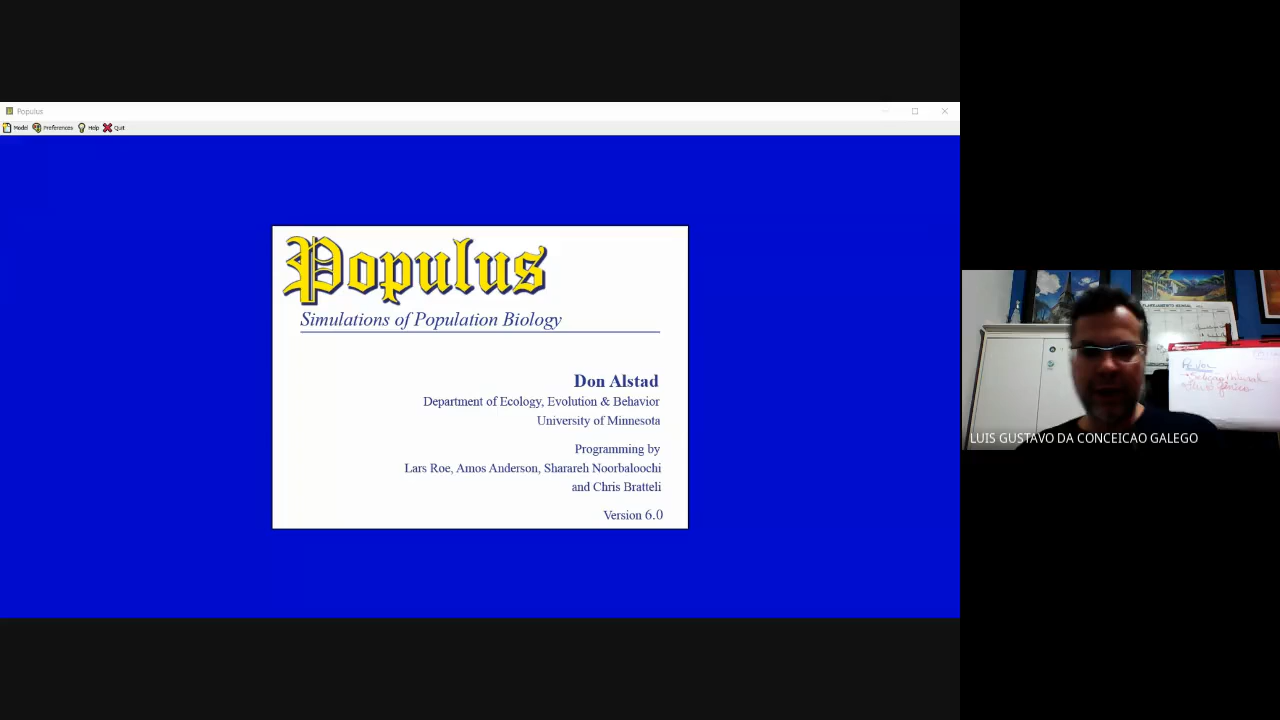 Populus
Model Preferences Help Quit
Populus
Simulations of Population Biology
Don Alstad
Department of Ecology, Evolution & Behavior
University of Minnesota
Programming by
Lars Roe, Amos Anderson, Sharareh Noorbaloochi
and Chris Bratteli
Version 6.0
PLANEJAMENTO MENSAL
LUIS GUSTAVO DA CONCEICAO GALEGO